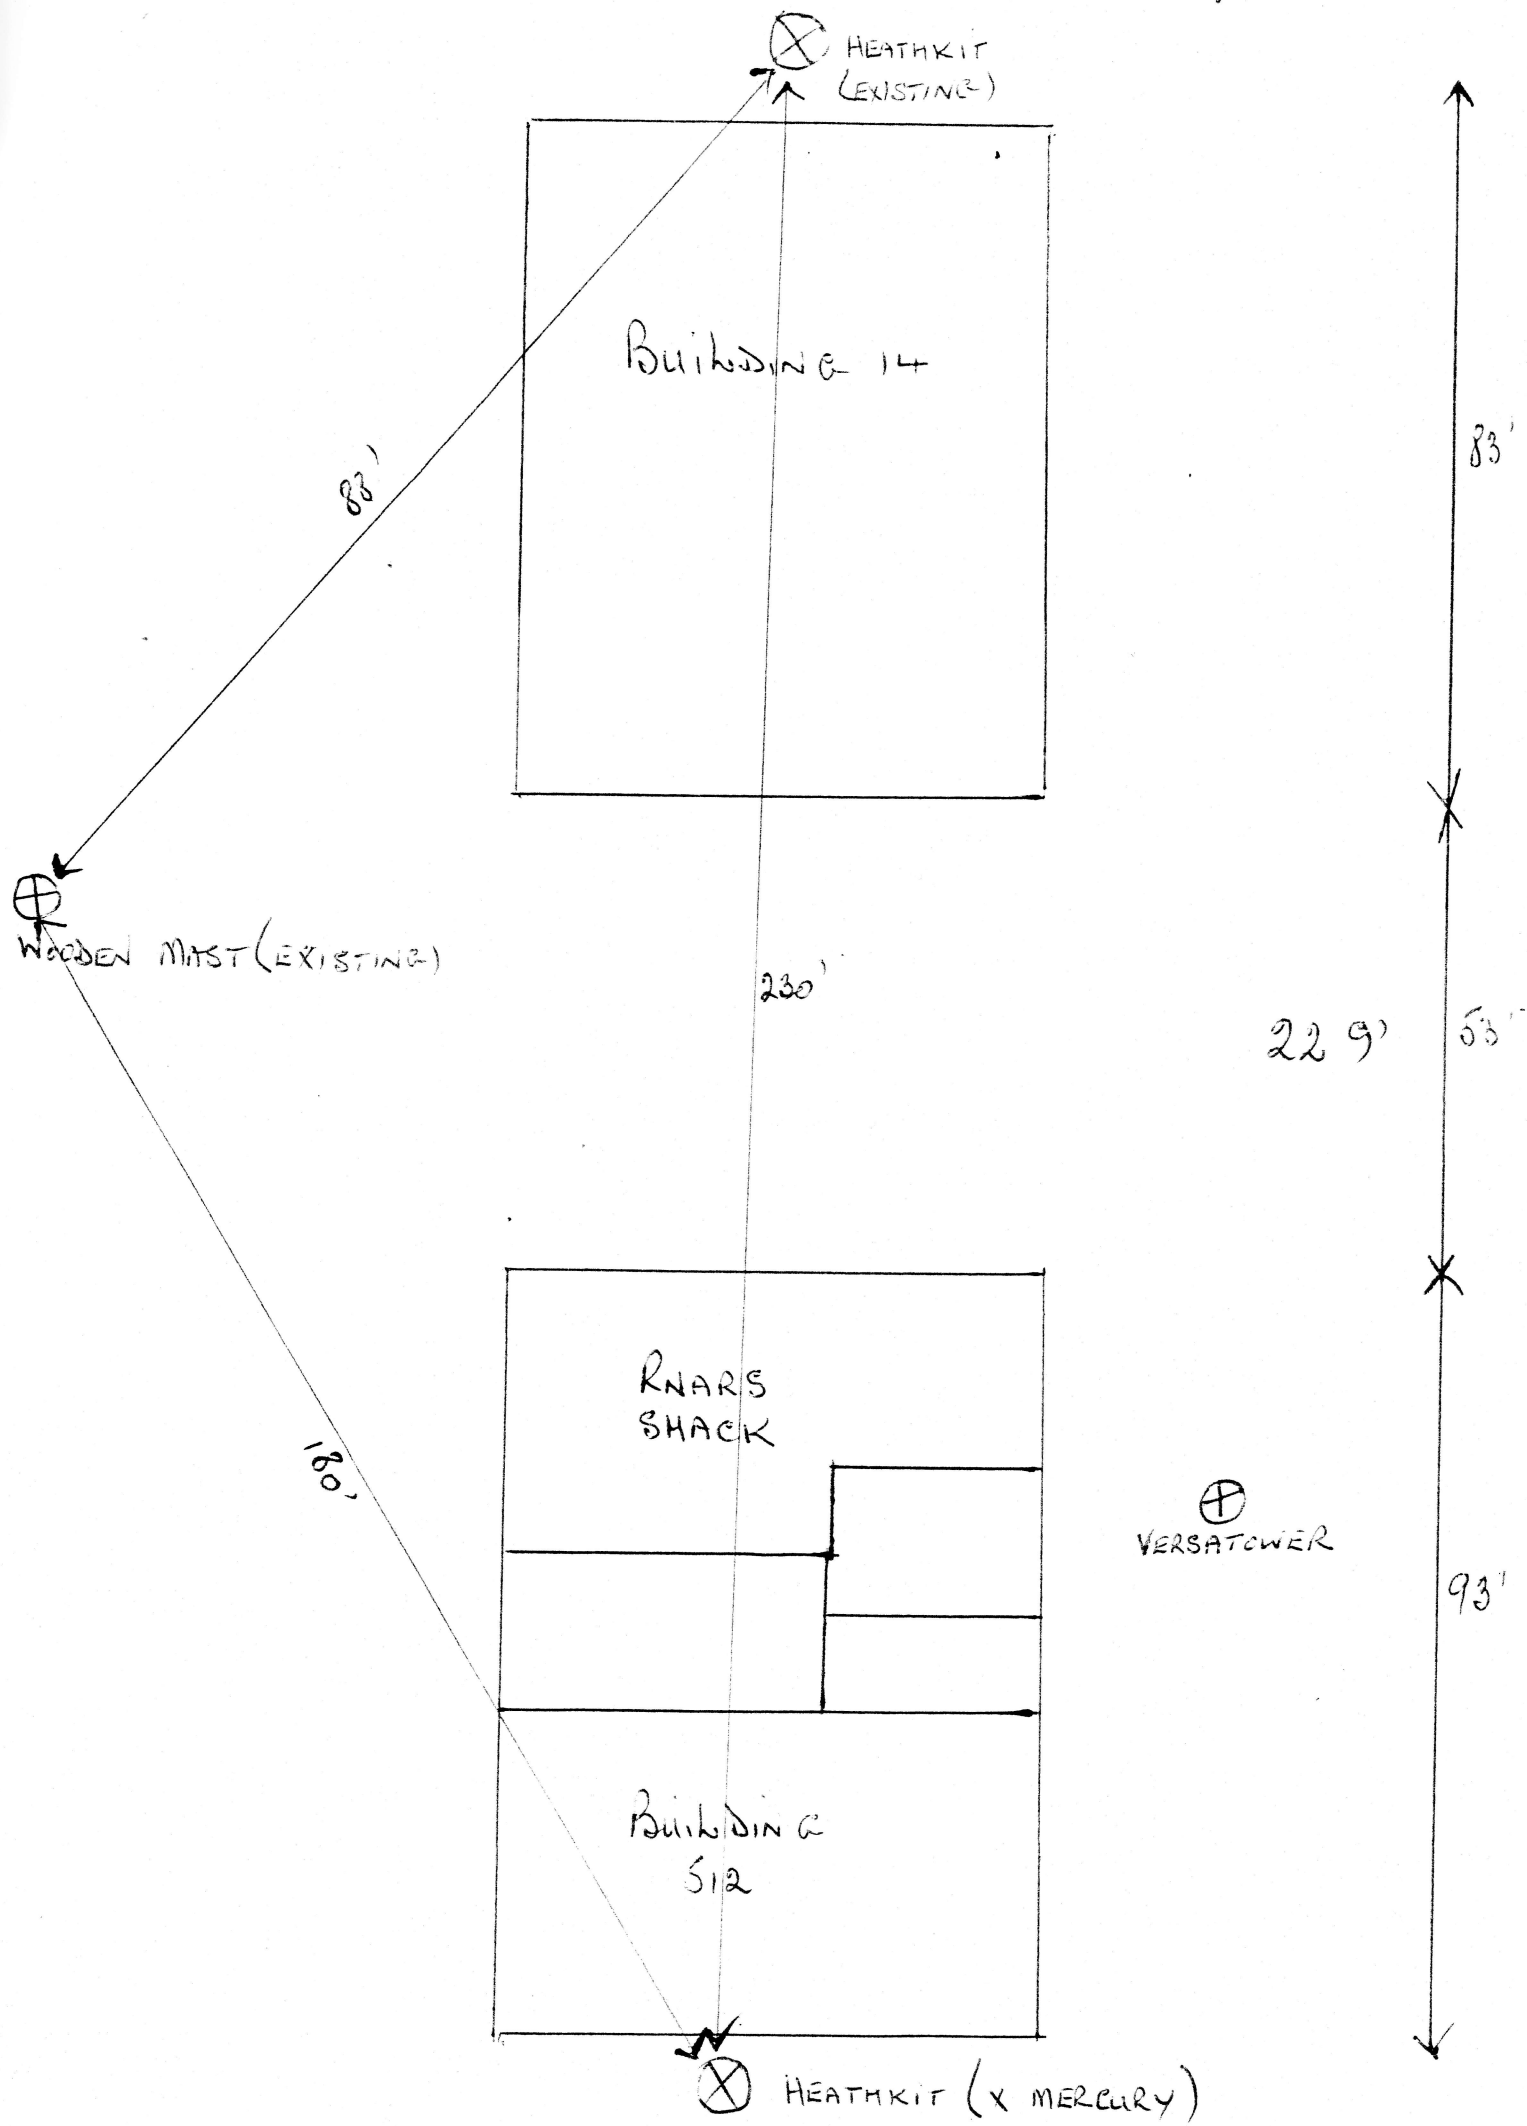 HEATHKIT
(EXISTING)
BUILDING 14
83'
88'
WOODEN MAST (EXISTING)
230'
229'
53'
RNARS
SHACK
180'
VERSATOWER
93'
BUILDING
512
HEATHKIT (X MERCURY)